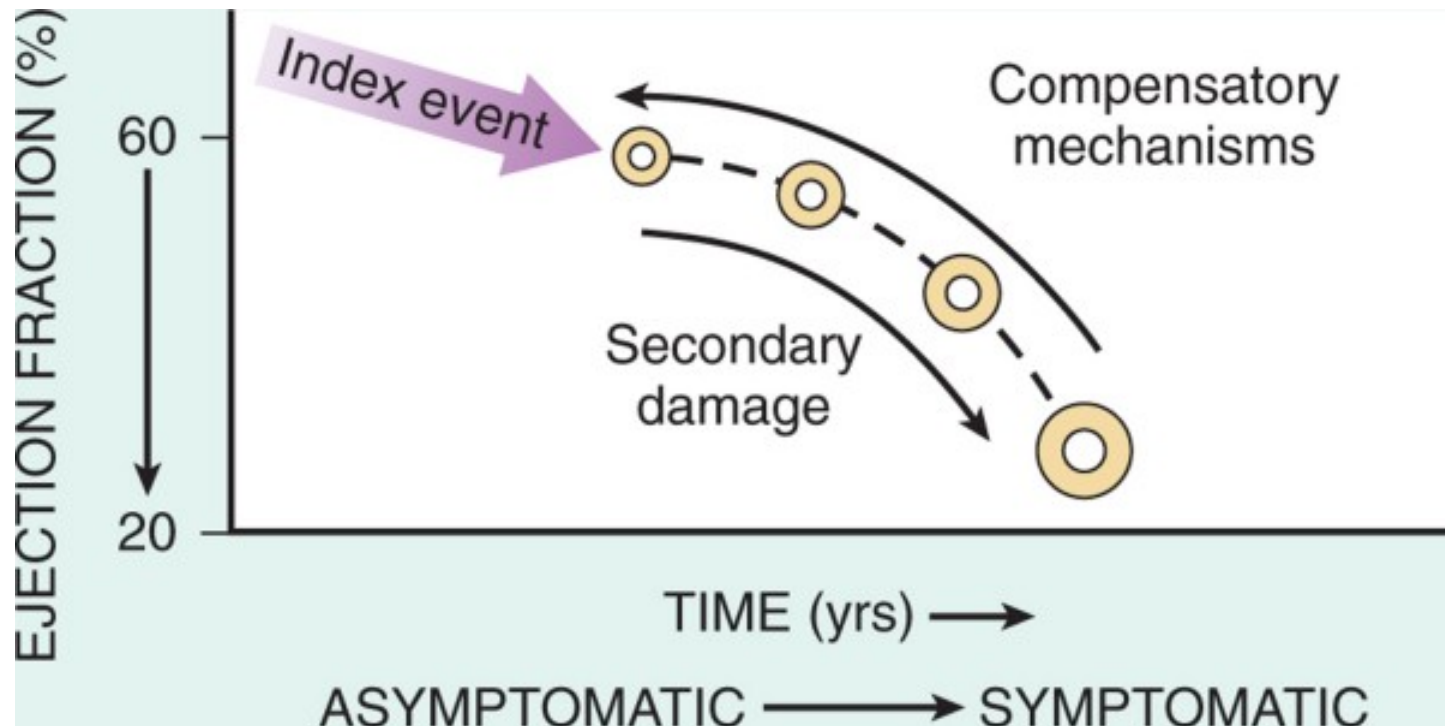 EJECTION FRACTION (%)
60
20
Index event
Compensatory
mechanisms
Secondary
damage
TIME (yrs)
ASYMPTOMATIC
SYMPTOMATIC